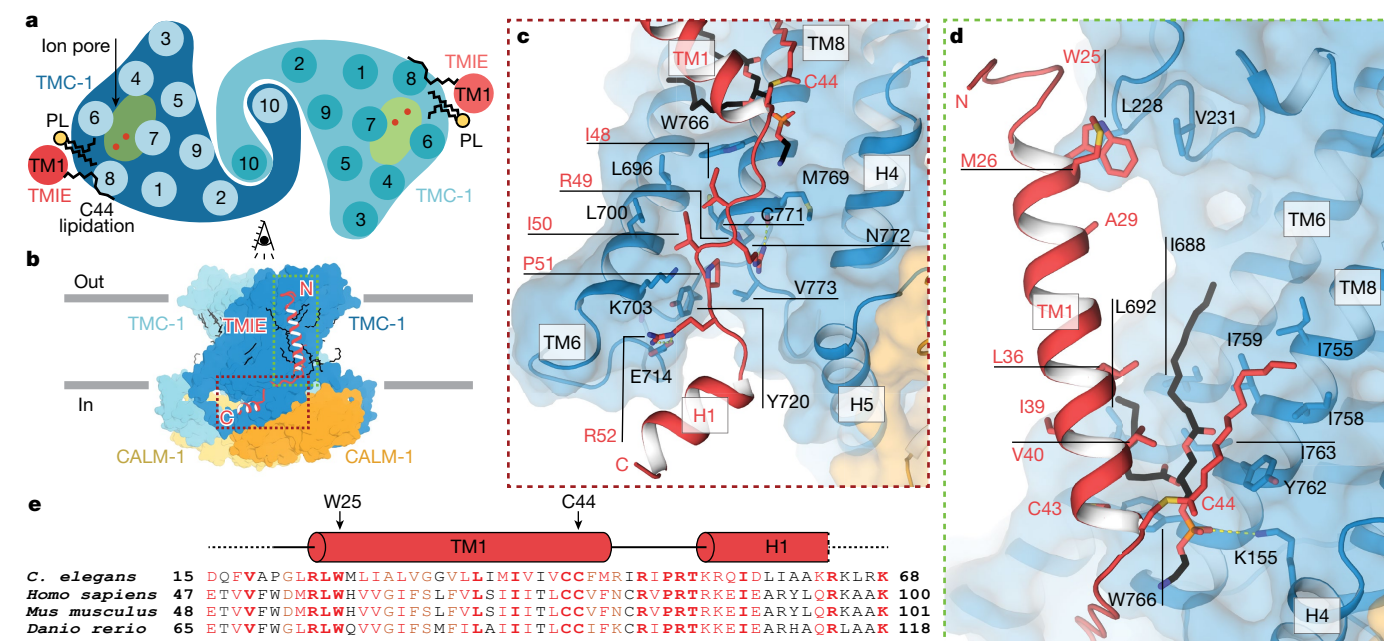 a
3
Ion pore
TMC-1
4
5
6
PL
7
9
TM1
TMIE
8
1
2
C44
lipidation
10
2
1
8
TMIE
TM1
9
7
6
PL
10
5
4
TMC-1
3
b
Out
N
TMC-1
TMIE
TMC-1
In
C
CALM-1
CALM-1
c
TM1
TM8
C44
W766
I48
L696
H4
R49
M769
L700
C771
I50
N772
P51
K703
V773
TM6
E714
Y720
H1
H5
R52
C
d
W25
N
L228
V231
M26
A29
TM6
I688
TM8
TM1
L692
I759
I755
L36
I39
I758
V40
I763
Y762
C43
C44
K155
W766
H4
e
W25
C44
TM1
H1
C. elegans 15 DQFVAPGLRLWMLIALVGGVLLLIMIVIVCCFMRIRIPRTKRQIDLIAAKRKLRK 68
Homo sapiens 47 ETVVFWDMRLWHVVGIFSLFVLSIIITLCCVFNCRVPRTRKEIEARYLQRKAAK 100
Mus musculus 48 ETVVFWDMRLWHVVGIFSLFVLSIIITLCCVFNCRVPRTRKEIEARYLQRKAAK 101
Danio rerio 65 ETVVFWGLRLWQVVGIFSMFILAIIITLCCIFKCRIPRTKKEIEARHAQRLAAK 118